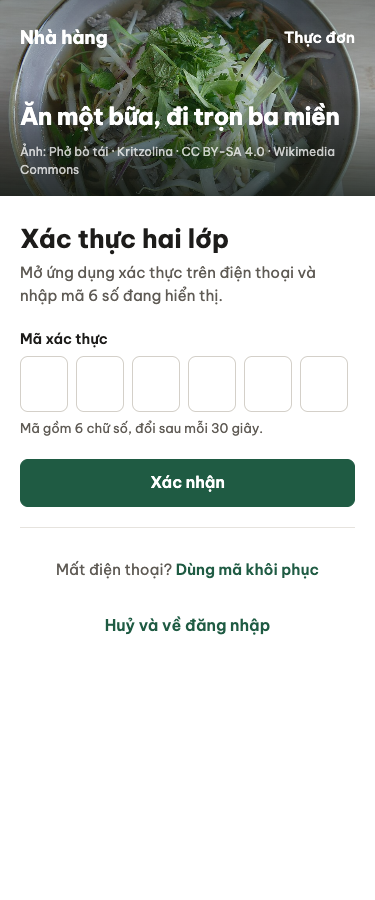 Nhà hàng
Thực đơn
Ăn một bữa, đi trọn ba miền
Ảnh: Phở bò tái · Kritzolina · CC BY-SA 4.0 · Wikimedia
Commons
Xác thực hai lớp
Mở ứng dụng xác thực trên điện thoại và
nhập mã 6 số đang hiển thị.
Mã xác thực
Mã gồm 6 chữ số, đổi sau mỗi 30 giây.
Xác nhận
Mất điện thoại? Dùng mã khôi phục
Huỷ và về đăng nhập